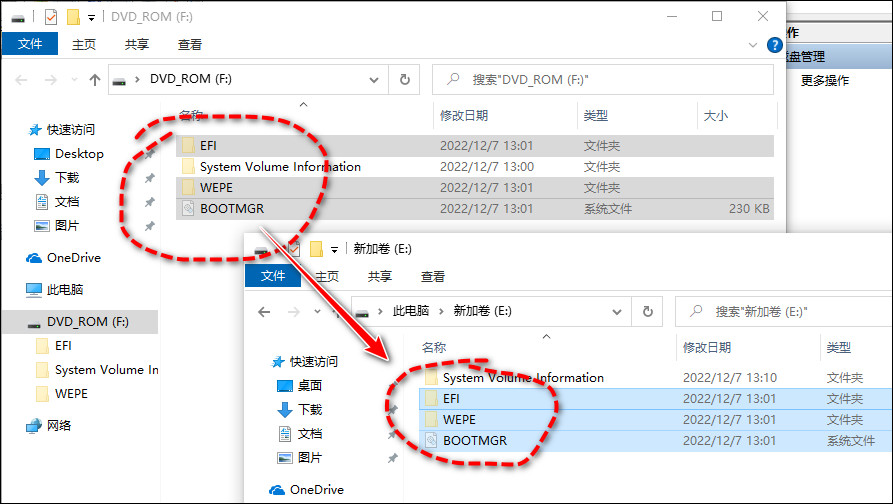 DVD_ROM (F:)
文件 主页 共享 查看
作
磁盘管理
更多操作
DVD_ROM (F:) 搜索"DVD_ROM (F:)"
名称 修改日期 类型 大小
快速访问
Desktop
下载
文档
图片
OneDrive
此电脑
DVD_ROM (F:)
EFI
System Volume In
WEPE
网络
EFI 2022/12/7 13:01 文件夹
System Volume Information 2022/12/7 13:00 文件夹
WEPE 2022/12/7 13:01 文件夹
BOOTMGR 2022/12/7 13:01 系统文件 230 KB
新加卷 (E:)
文件 主页 共享 查看
此电脑 新加卷 (E:) 搜索"新加卷 (E:)"
名称 修改日期 类型
快速访问
桌面
下载
文档
图片
OneDrive
System Volume Information 2022/12/7 13:10 文件夹
EFI 2022/12/7 13:01 文件夹
WEPE 2022/12/7 13:01 文件夹
BOOTMGR 2022/12/7 13:01 系统文件